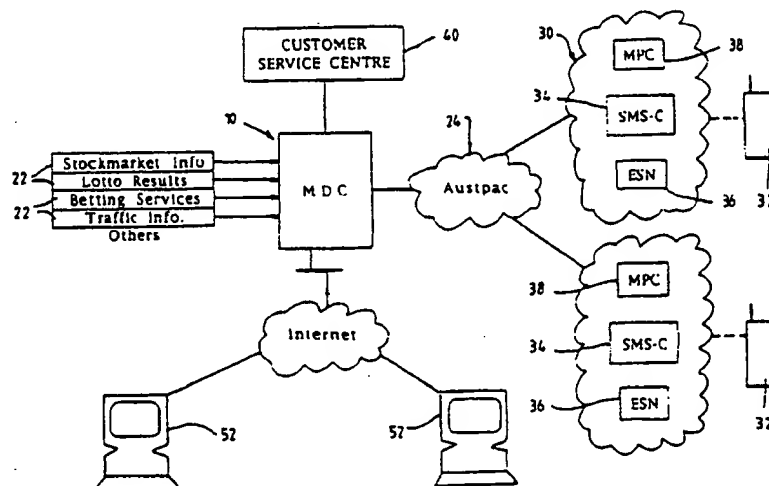 CUSTOMER
SERVICE CENTRE
40
30
MPC
38
34
SMS-C
10
24
22
Stockmarket Info
Lotto Results
22
Betting Services
Traffic Info.
Others
MDC
Austpac
ESN
36
MPC
38
34
SMS-C
Internet
36
ESN
32
52
52